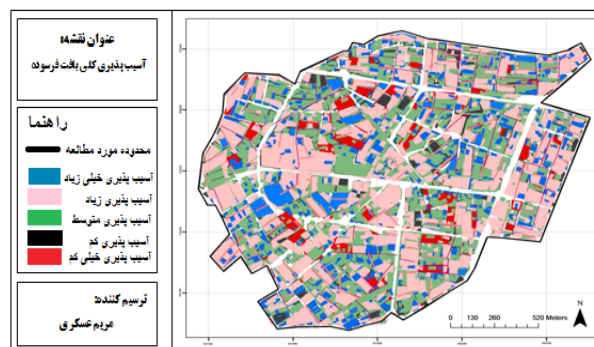 عنوان نقشه:
آسیب پذیری کلی بافت فرسوده
راهنما
محدوده مورد مطالعه
آسیب پذیری خیلی زیاد
آسیب پذیری زیاد
آسیب پذیری متوسط
آسیب پذیری کم
آسیب پذیری خیلی کم
ترسیم کننده:
مریم عسگری
0 130 260 520 Meters
N